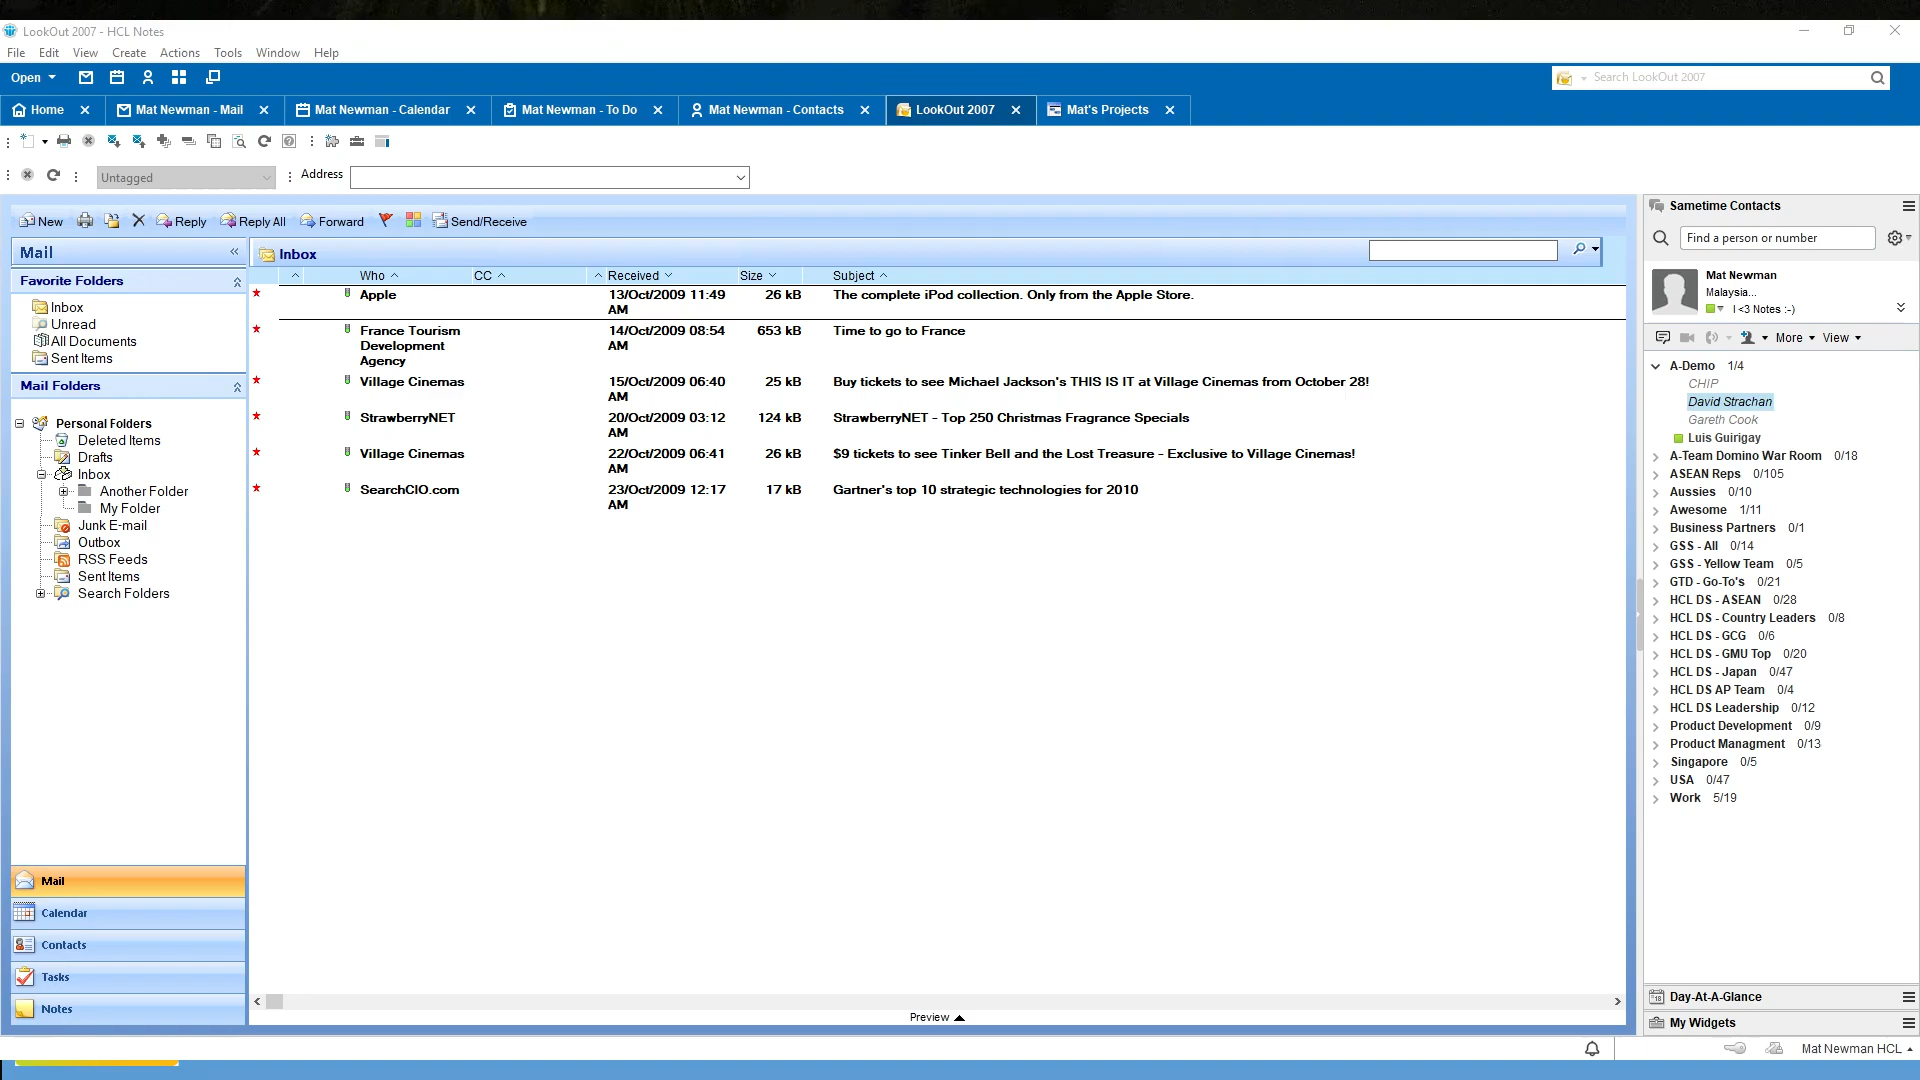 LookOut 2007 - HCL Notes
File Edit View Create Actions Tools Window Help
Open Search LookOut 2007
Home Mat Newman - Mail Mat Newman - Calendar Mat Newman - To Do Mat Newman - Contacts LookOut 2007 Mat's Projects
Untagged Address
New Reply Reply All Forward Send/Receive
Mail
Favorite Folders
Inbox
Unread
All Documents
Sent Items
Mail Folders
Personal Folders
Deleted Items
Drafts
Inbox
Another Folder
My Folder
Junk E-mail
Outbox
RSS Feeds
Sent Items
Search Folders
Mail
Calendar
Contacts
Tasks
Notes
Inbox
Who CC Received Size Subject
Apple 13/Oct/2009 11:49 26 kB The complete iPod collection. Only from the Apple Store.
AM
France Tourism 14/Oct/2009 08:54 653 kB Time to go to France
Development AM
Agency
Village Cinemas 15/Oct/2009 06:40 25 kB Buy tickets to see Michael Jackson's THIS IS IT at Village Cinemas from October 28!
AM
StrawberryNET 20/Oct/2009 03:12 124 kB StrawberryNET - Top 250 Christmas Fragrance Specials
AM
Village Cinemas 22/Oct/2009 06:41 26 kB $9 tickets to see Tinker Bell and the Lost Treasure - Exclusive to Village Cinemas!
AM
SearchCIO.com 23/Oct/2009 12:17 17 kB Gartner's top 10 strategic technologies for 2010
AM
Preview
Sametime Contacts
Find a person or number
Mat Newman
Malaysia...
I <3 Notes :-)
More View
A-Demo 1/4
CHIP
David Strachan
Gareth Cook
Luis Guirigay
A-Team Domino War Room 0/18
ASEAN Reps 0/105
Aussies 0/10
Awesome 1/11
Business Partners 0/1
GSS - All 0/14
GSS - Yellow Team 0/5
GTD - Go-To's 0/21
HCL DS - ASEAN 0/28
HCL DS - Country Leaders 0/8
HCL DS - GCG 0/6
HCL DS - GMU Top 0/20
HCL DS - Japan 0/47
HCL DS AP Team 0/4
HCL DS Leadership 0/12
Product Development 0/9
Product Managment 0/13
Singapore 0/5
USA 0/47
Work 5/19
Day-At-A-Glance
My Widgets
Mat Newman HCL